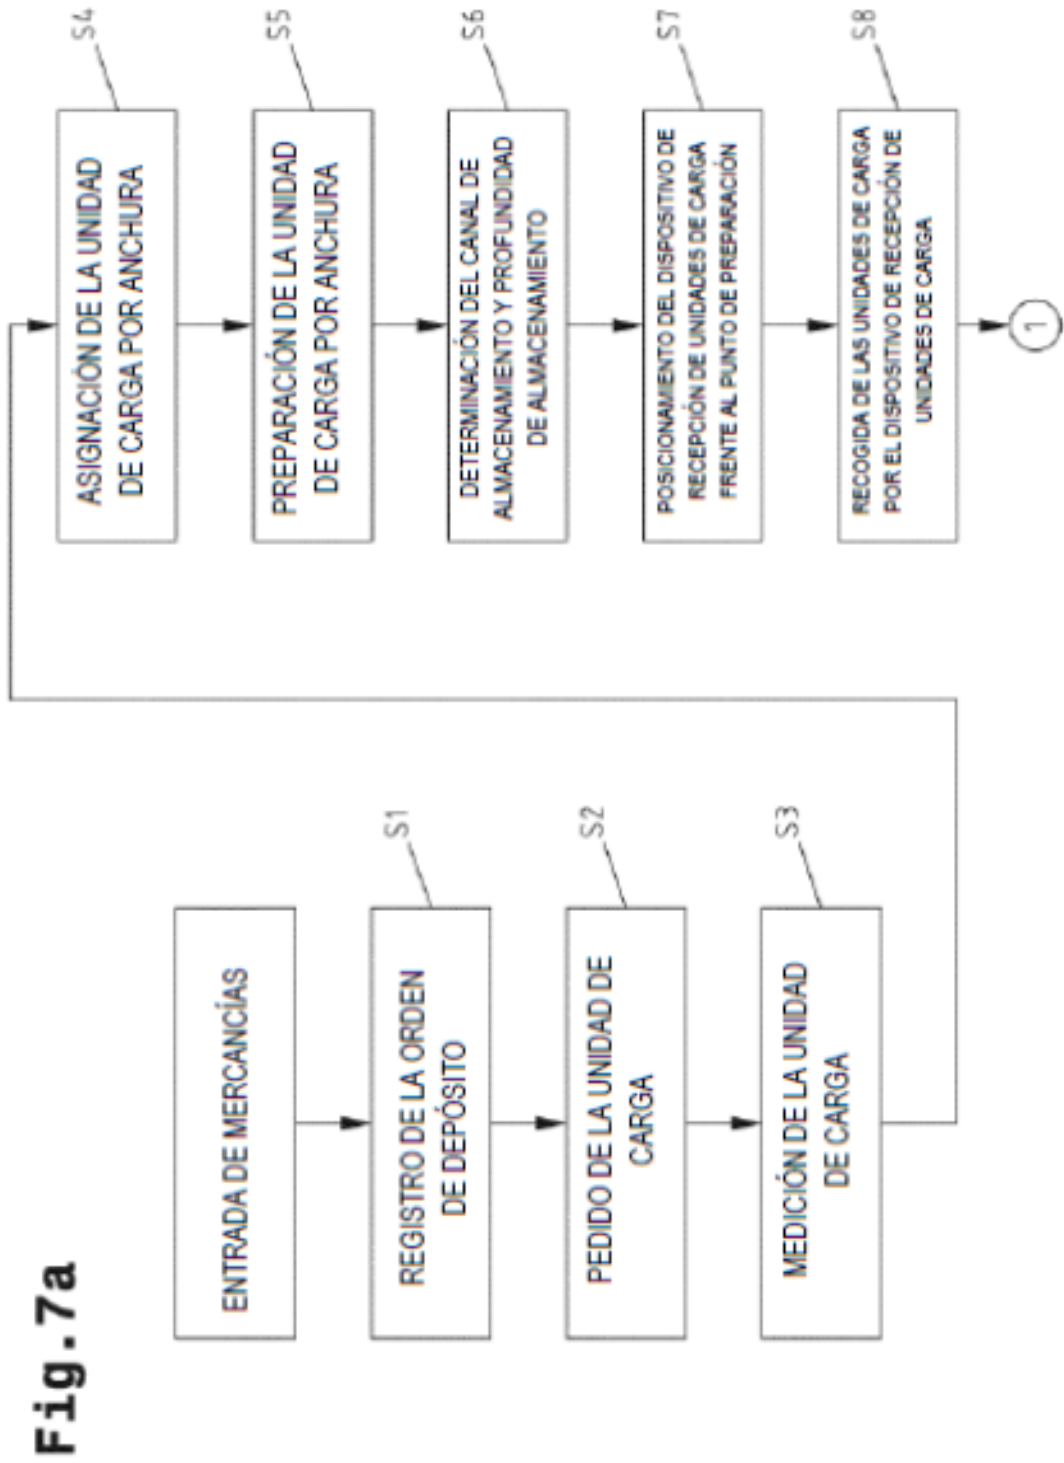 Fig.7a
ENTRADA DE MERCANCÍAS
REGISTRO DE LA ORDEN
DE DEPÓSITO
S1
PEDIDO DE LA UNIDAD DE
CARGA
S2
MEDICIÓN DE LA UNIDAD
DE CARGA
S3
ASIGNACIÓN DE LA UNIDAD
DE CARGA POR ANCHURA
S4
PREPARACIÓN DE LA UNIDAD
DE CARGA POR ANCHURA
S5
DETERMINACIÓN DEL CANAL DE
ALMACENAMIENTO Y PROFUNDIDAD
DE ALMACENAMIENTO
S6
POSICIONAMIENTO DEL DISPOSITIVO DE
RECEPCIÓN DE UNIDADES DE CARGA
FRENTE AL PUNTO DE PREPARACIÓN
S7
RECOGIDA DE LAS UNIDADES DE CARGA
POR EL DISPOSITIVO DE RECEPCIÓN DE
UNIDADES DE CARGA
S8
1